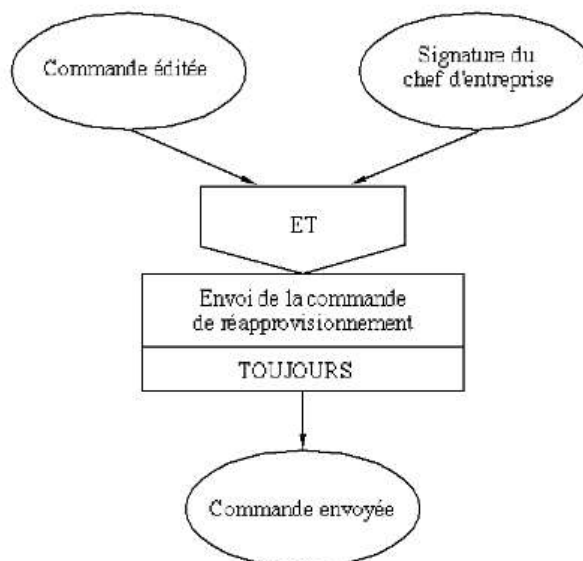 Commande éditée
Signature du
chef d'entreprise
ET
Envoi de la commande
de réapprovisionnement
TOUJOURS
Commande envoyée